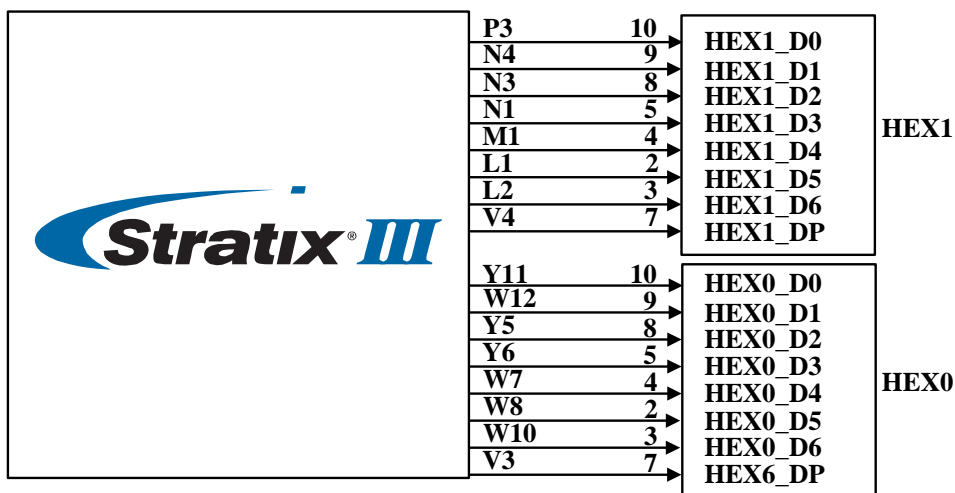 P3 10 HEX1_D0
N4 9 HEX1_D1
N3 8 HEX1_D2
N1 5 HEX1_D3
M1 4 HEX1_D4
L1 2 HEX1_D5
L2 3 HEX1_D6
V4 7 HEX1_DP
HEX1
Stratix® III
Y11 10 HEX0_D0
W12 9 HEX0_D1
Y5 8 HEX0_D2
Y6 5 HEX0_D3
W7 4 HEX0_D4
W8 2 HEX0_D5
W10 3 HEX0_D6
V3 7 HEX6_DP
HEX0